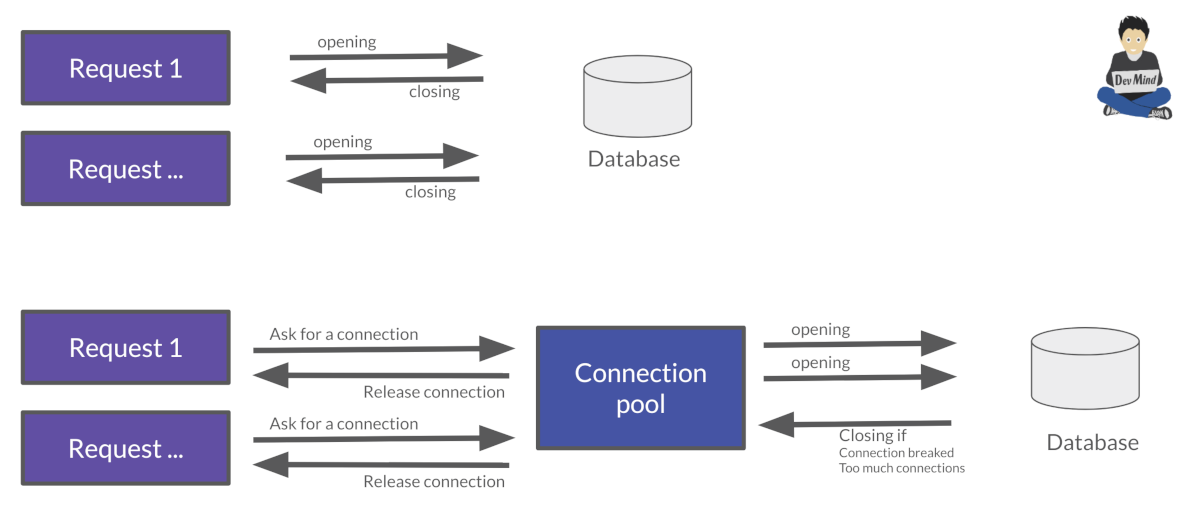 Request 1
opening
closing
Request ...
opening
closing
Database
Dev Mind
Request 1
Ask for a connection
Release connection
Request ...
Ask for a connection
Release connection
Connection
pool
opening
opening
Closing if
Connection breaked
Too much connections
Database